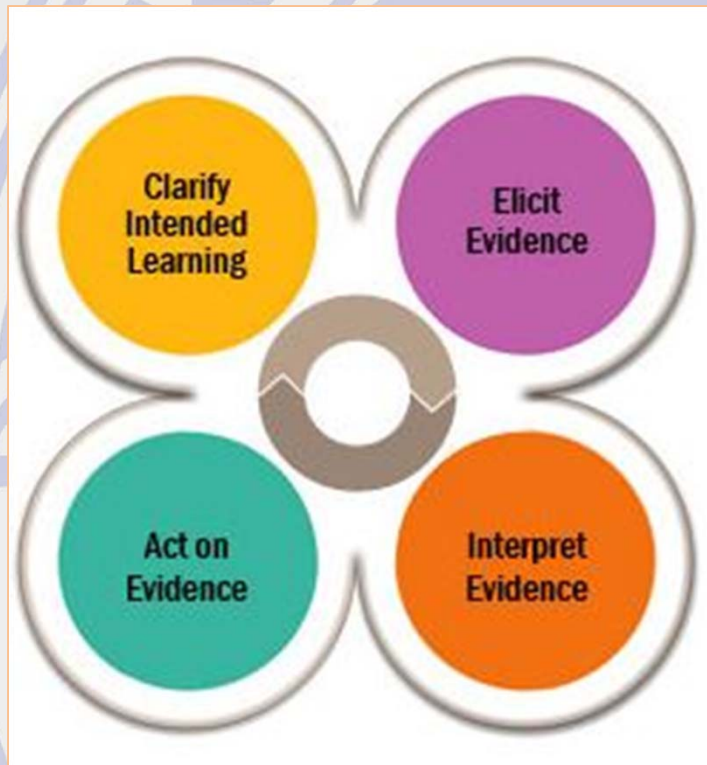 Clarify
Intended
Learning
Elicit
Evidence
Act on
Evidence
Interpret
Evidence